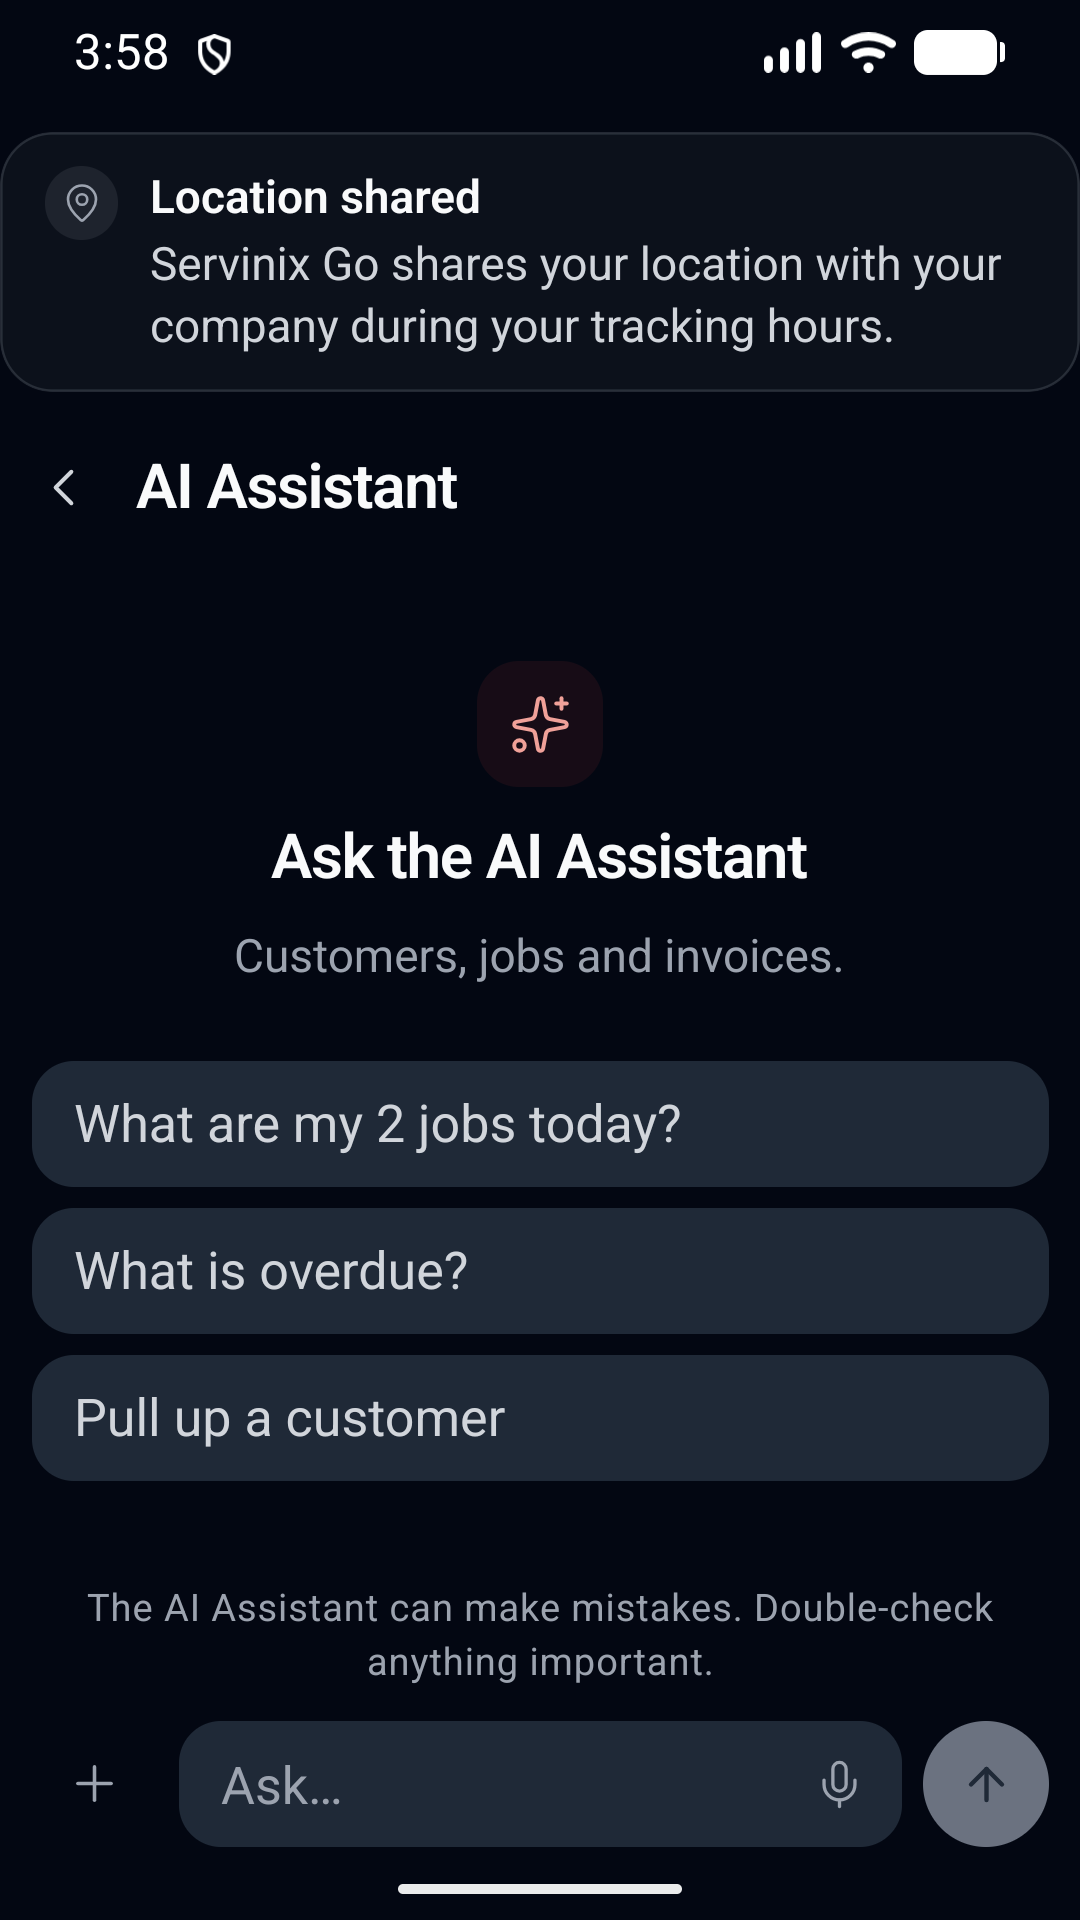 3:58
Location shared
Servinix Go shares your location with your
company during your tracking hours.
AI Assistant
Ask the AI Assistant
Customers, jobs and invoices.
What are my 2 jobs today?
What is overdue?
Pull up a customer
The AI Assistant can make mistakes. Double-check
anything important.
Ask…